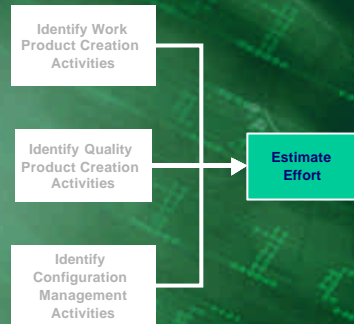 Identify Work
Product Creation
Activities
Identify Quality
Product Creation
Activities
Identify
Configuration
Management
Activities
Estimate
Effort